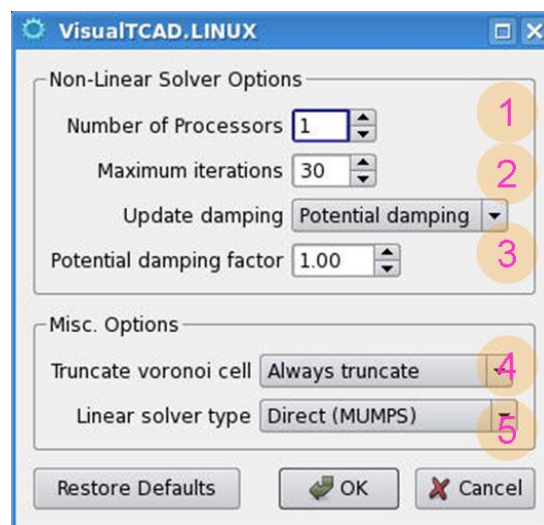 VisualTCAD.LINUX
Non-Linear Solver Options
1
Number of Processors 1
Maximum iterations 30
2
Update damping Potential damping
3
Potential damping factor 1.00
Misc. Options
Truncate voronoi cell Always truncate
4
Linear solver type Direct (MUMPS)
5
Restore Defaults OK Cancel